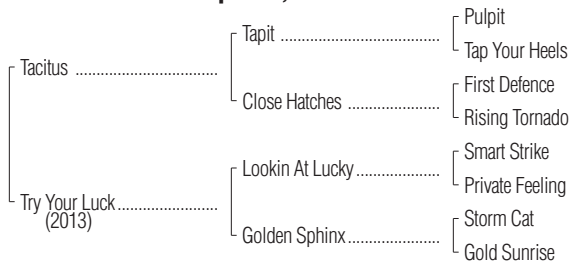 Pulpit
Tapit ..............................
Tap Your Heels
Tacitus ................................
First Defence
Close Hatches .....................
Rising Tornado
Smart Strike
Lookin At Lucky...................
Private Feeling
Try Your Luck......................
(2013)
Storm Cat
Golden Sphinx.....................
Gold Sunrise